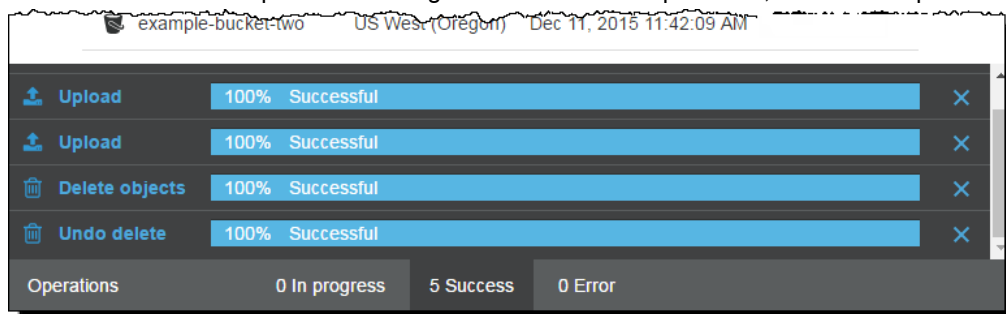 example-bucket-two US West (Oregon) Dec 11, 2015 11:42:09 AM
Upload 100% Successful
Upload 100% Successful
Delete objects 100% Successful
Undo delete 100% Successful
Operations 0 In progress 5 Success 0 Error